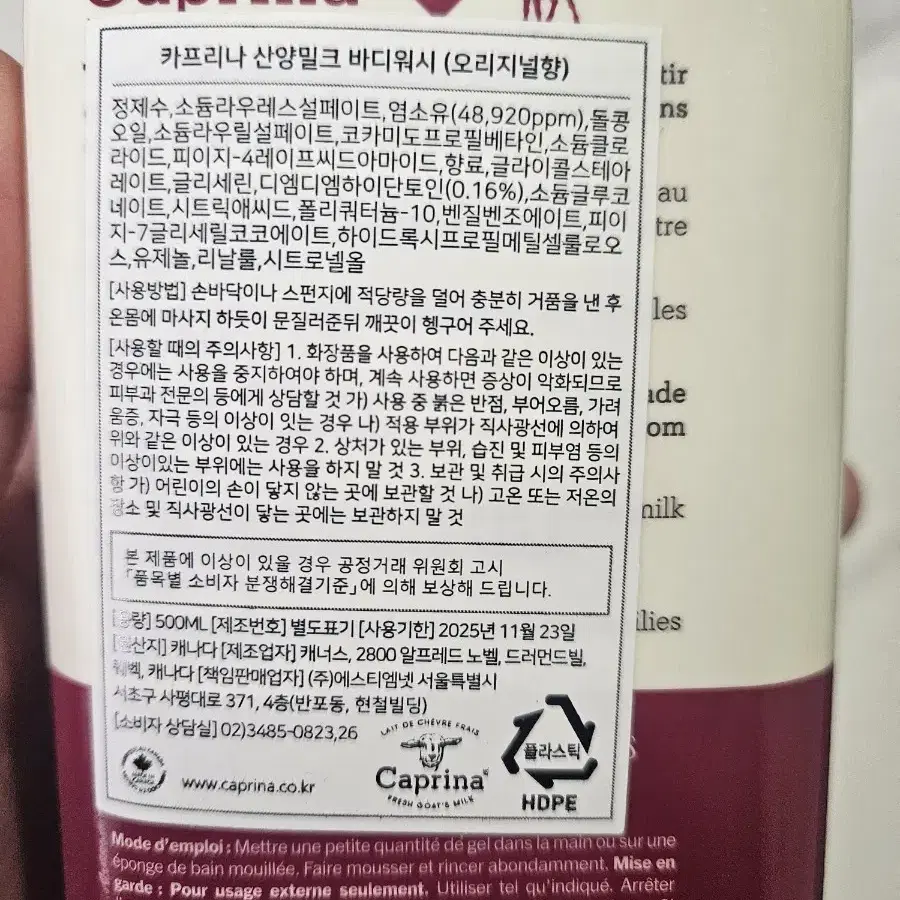 Caprina
카프리나 산양밀크 바디워시 (오리지널향)
정제수,소듐라우레스설페이트,염소유(48,920ppm),돌콩
오일,소듐라우릴설페이트,코카미도프로필베타인,소듐클로
라이드,피이지-4레이프씨드아마이드,향료,글라이콜스테아
레이트,글리세린,디엠디엠하이단토인(0.16%),소듐글루코
네이트,시트릭애씨드,폴리쿼터늄-10,벤질벤조에이트,피이
지-7글리세릴코코에이트,하이드록시프로필메틸셀룰로오
스,유제놀,리날룰,시트로넬올
[사용방법] 손바닥이나 스펀지에 적당량을 덜어 충분히 거품을 낸 후
온몸에 마사지 하듯이 문질러준뒤 깨끗이 헹구어 주세요.
[사용할 때의 주의사항] 1. 화장품을 사용하여 다음과 같은 이상이 있는
경우에는 사용을 중지하여야 하며, 계속 사용하면 증상이 악화되므로
피부과 전문의 등에게 상담할 것 가) 사용 중 붉은 반점, 부어오름, 가려
움증, 자극 등의 이상이 잇는 경우 나) 적용 부위가 직사광선에 의하여
위와 같은 이상이 있는 경우 2. 상처가 있는 부위, 습진 및 피부염 등의
이상이있는 부위에는 사용을 하지 말 것 3. 보관 및 취급 시의 주의사
항 가) 어린이의 손이 닿지 않는 곳에 보관할 것 나) 고온 또는 저온의
장소 및 직사광선이 닿는 곳에는 보관하지 말 것
본 제품에 이상이 있을 경우 공정거래 위원회 고시
「품목별 소비자 분쟁해결기준」에 의해 보상해 드립니다.
[용량] 500ML [제조번호] 별도표기 [사용기한] 2025년 11월 23일
[원산지] 캐나다 [제조업자] 캐너스, 2800 알프레드 노벨, 드러먼드빌,
퀘벡, 캐나다 [책임판매업자] (주)에스티엠넷 서울특별시
서초구 사평대로 371, 4층(반포동, 현철빌딩)
[소비자 상담실] 02)3485-0823,26
www.caprina.co.kr
LAIT DE CHÈVRE FRAIS
Caprina
FRESH GOAT'S MILK
플라스틱
HDPE
tir
ns
au
tre
les
ade
om
milk
ilies
Mode d'emploi : Mettre une petite quantité de gel dans la main ou sur une
éponge de bain mouillée. Faire mousser et rincer abondamment. Mise en
garde : Pour usage externe seulement. Utiliser tel qu'indiqué. Arrêter